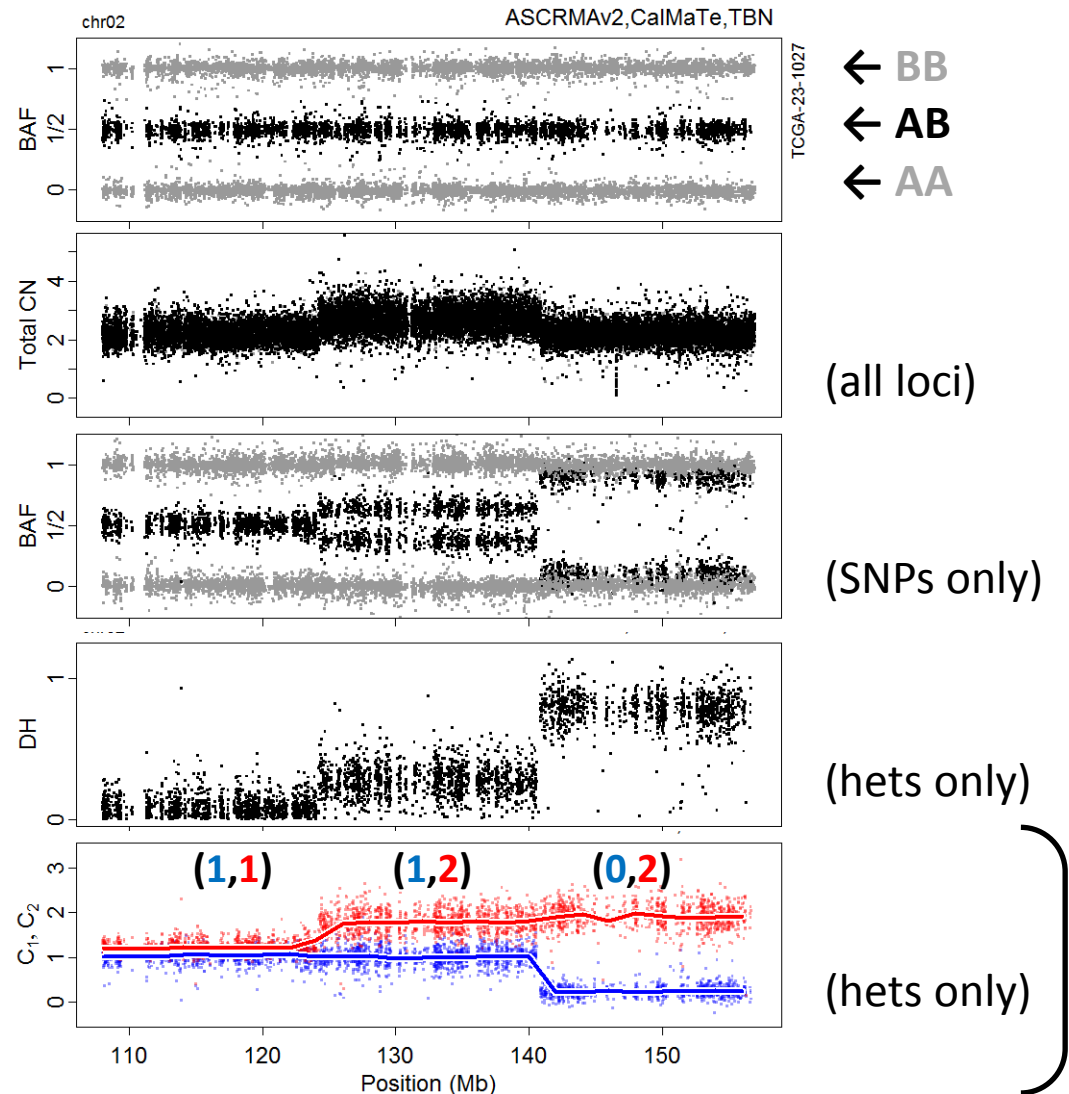 chr02
ASCRMAv2,CalMaTe,TBN
BAF
1
1/2
0
TCGA-23-1027
← BB
← AB
← AA
Total CN
4
2
0
(all loci)
BAF
1
1/2
0
(SNPs only)
DH
1
0
(hets only)
C1, C2
3
2
1
0
(1,1)
(1,2)
(0,2)
(hets only)
110
120
130
140
150
Position (Mb)